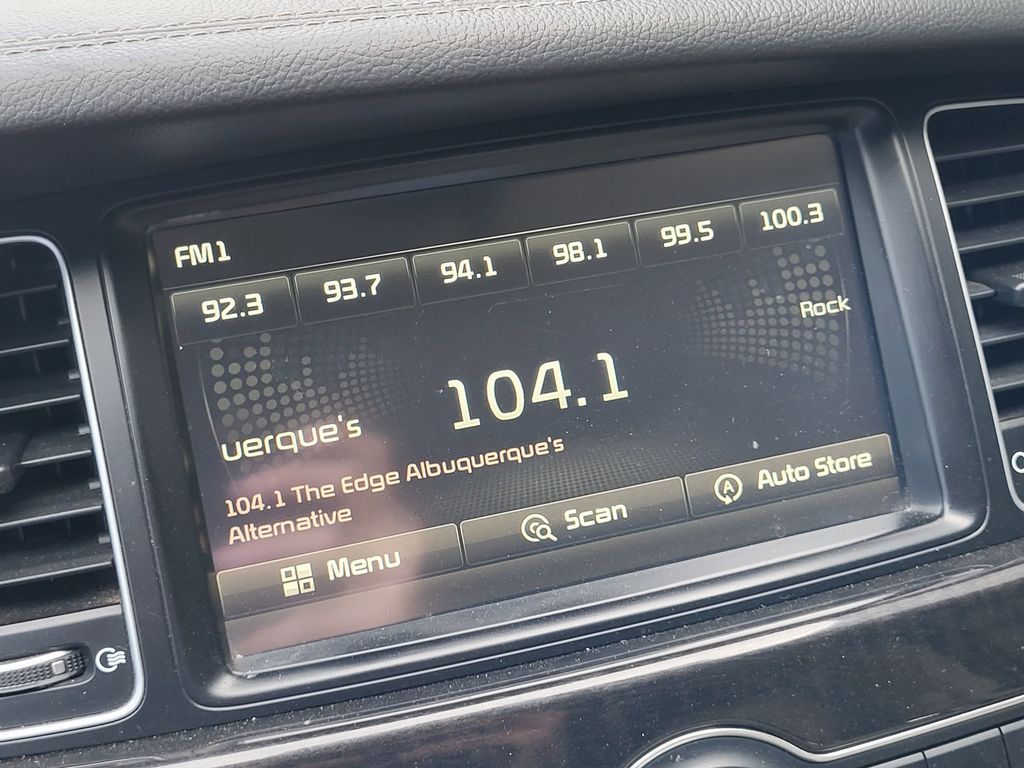 FM1
92.3 93.7 94.1 98.1 99.5 100.3
Rock
104.1
uerque's
104.1 The Edge Albuquerque's
Alternative
Menu Scan Auto Store